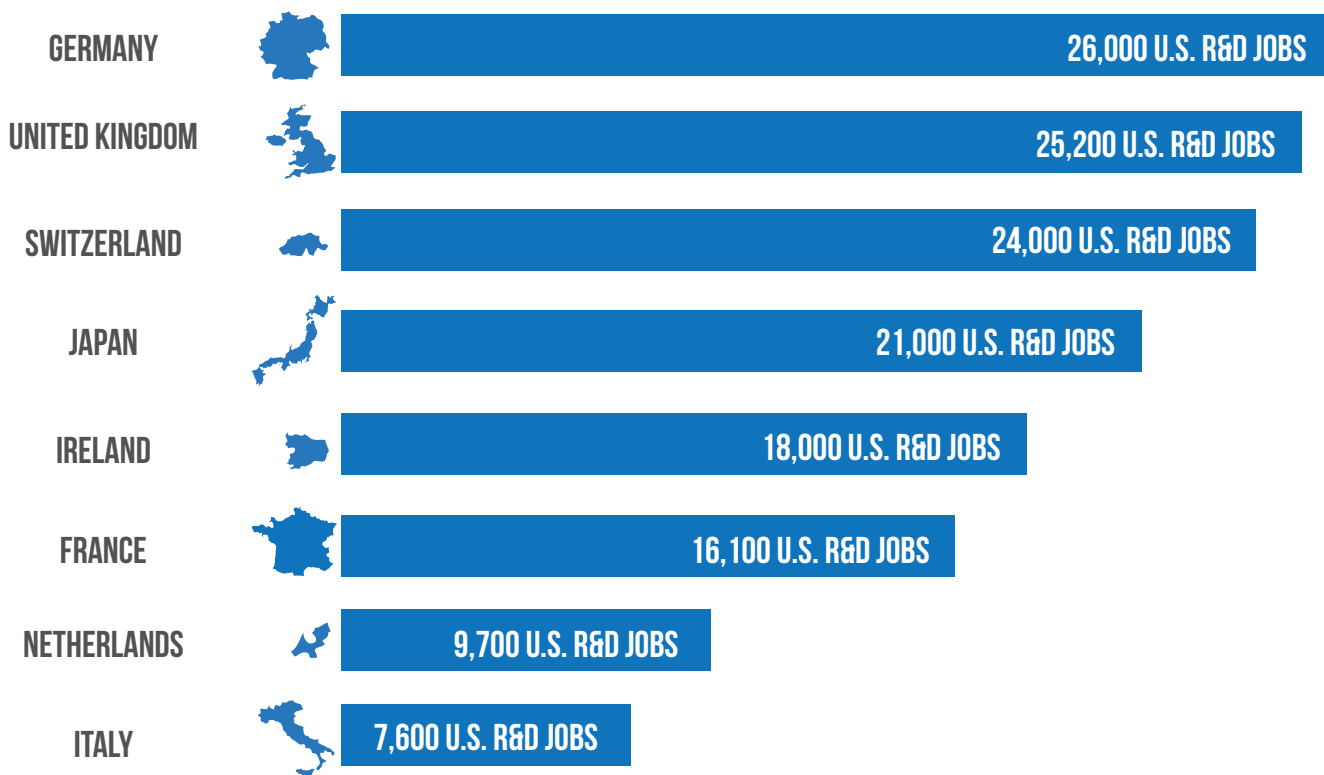 GERMANY
26,000 U.S. R&D JOBS
UNITED KINGDOM
25,200 U.S. R&D JOBS
SWITZERLAND
24,000 U.S. R&D JOBS
JAPAN
21,000 U.S. R&D JOBS
IRELAND
18,000 U.S. R&D JOBS
FRANCE
16,100 U.S. R&D JOBS
NETHERLANDS
9,700 U.S. R&D JOBS
ITALY
7,600 U.S. R&D JOBS